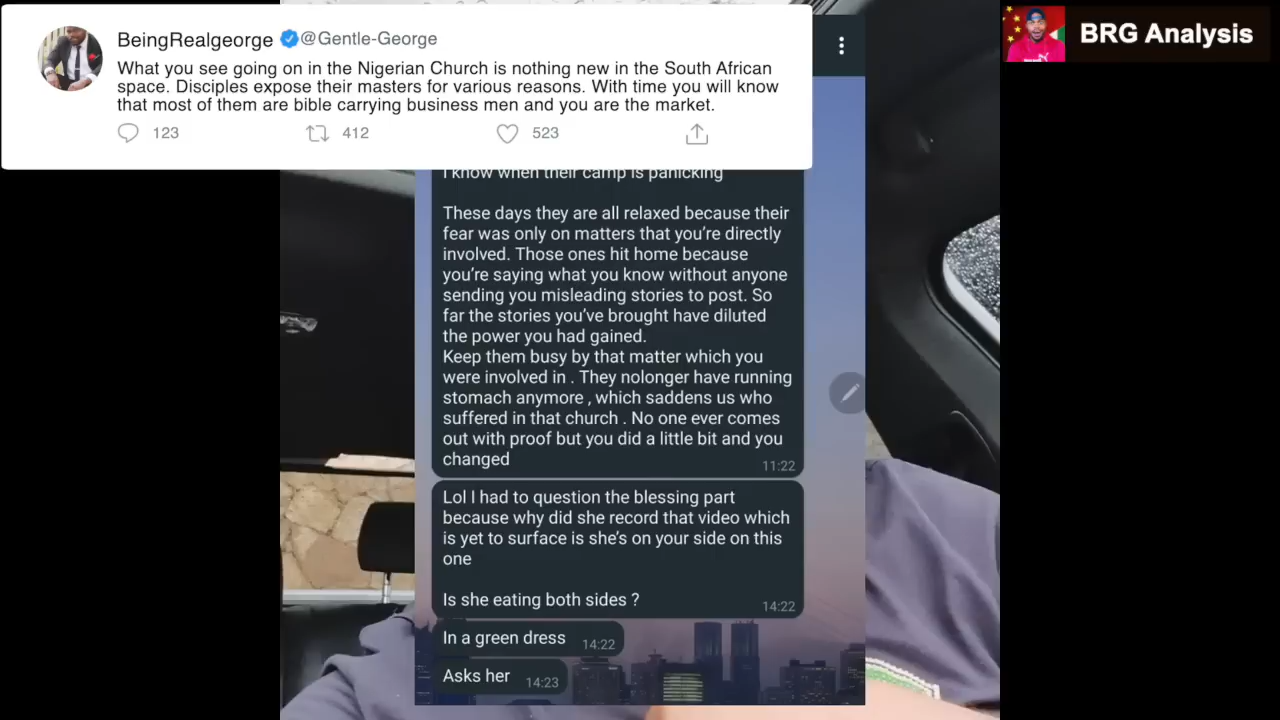 BeingRealgeorge @Gentle-George
What you see going on in the Nigerian Church is nothing new in the South African
space. Disciples expose their masters for various reasons. With time you will know
that most of them are bible carrying business men and you are the market.
123 412 523
BRG Analysis
I know when their camp is panicking
These days they are all relaxed because their
fear was only on matters that you’re directly
involved. Those ones hit home because
you’re saying what you know without anyone
sending you misleading stories to post. So
far the stories you’ve brought have diluted
the power you had gained.
Keep them busy by that matter which you
were involved in . They nolonger have running
stomach anymore , which saddens us who
suffered in that church . No one ever comes
out with proof but you did a little bit and you
changed
11:22
Lol I had to question the blessing part
because why did she record that video which
is yet to surface is she’s on your side on this
one
Is she eating both sides ?
14:22
In a green dress 14:22
Asks her 14:23